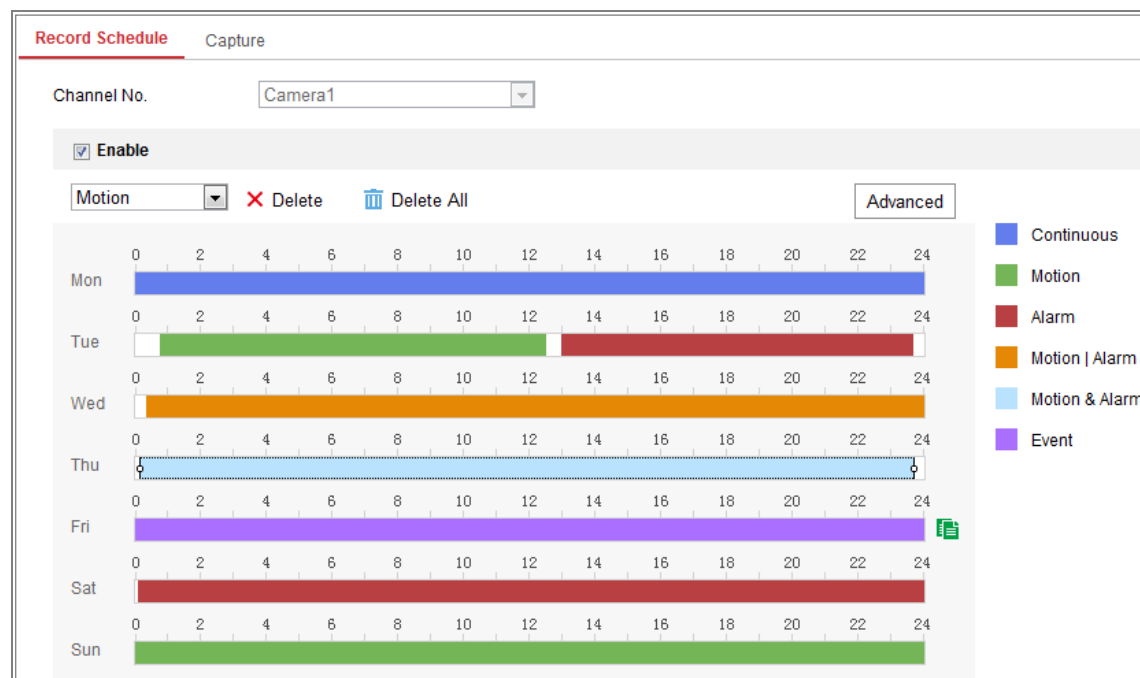 Record Schedule Capture
Channel No. Camera1
Enable
Motion Delete Delete All Advanced
0 2 4 6 8 10 12 14 16 18 20 22 24
Mon
0 2 4 6 8 10 12 14 16 18 20 22 24
Tue
0 2 4 6 8 10 12 14 16 18 20 22 24
Wed
0 2 4 6 8 10 12 14 16 18 20 22 24
Thu
0 2 4 6 8 10 12 14 16 18 20 22 24
Fri
0 2 4 6 8 10 12 14 16 18 20 22 24
Sat
0 2 4 6 8 10 12 14 16 18 20 22 24
Sun
Continuous
Motion
Alarm
Motion | Alarm
Motion & Alarm
Event